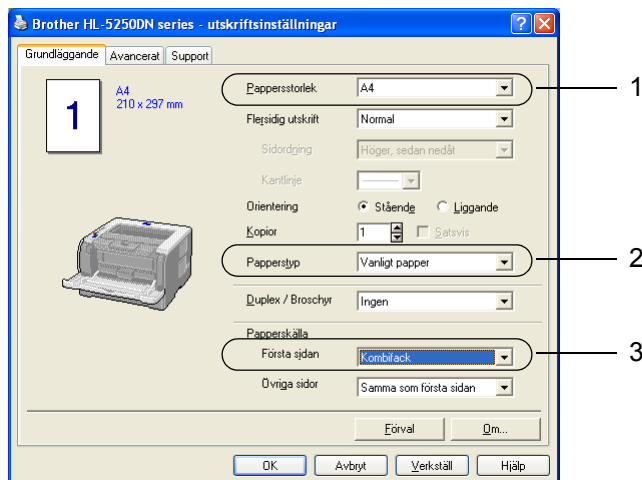 Brother HL-5250DN series - utskriftsinställningar
Grundläggande Avancerat Support
1
A4
210 x 297 mm
Pappersstorlek A4 1
Flersidig utskrift Normal
Sidordning Höger, sedan nedåt
Kantlinje
Orientering Stående Liggande
Kopior 1 Satsvis
Papperstyp Vanligt papper 2
Duplex / Broschyr Ingen
Papperskälla
Första sidan Kombifack 3
Övriga sidor Samma som första sidan
Förval Om...
OK Avbryt Verkställ Hjälp